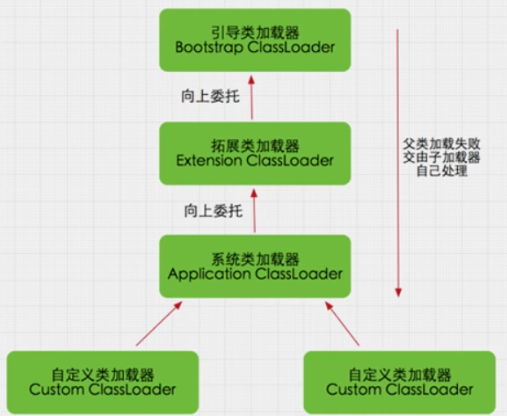 引导类加载器
Bootstrap ClassLoader
向上委托
拓展类加载器
Extension ClassLoader
父类加载失败
交由子加载器
自己处理
向上委托
系统类加载器
Application ClassLoader
自定义类加载器
Custom ClassLoader
自定义类加载器
Custom ClassLoader